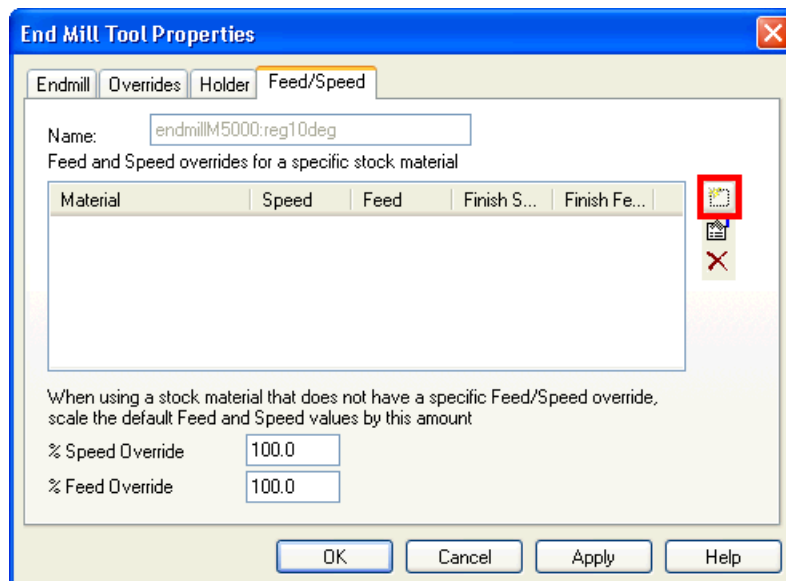 End Mill Tool Properties
Endmill Overrides Holder Feed/Speed
Name: endmillM5000:reg10deg
Feed and Speed overrides for a specific stock material
Material Speed Feed Finish S... Finish Fe...
When using a stock material that does not have a specific Feed/Speed override,
scale the default Feed and Speed values by this amount
% Speed Override 100.0
% Feed Override 100.0
OK Cancel Apply Help